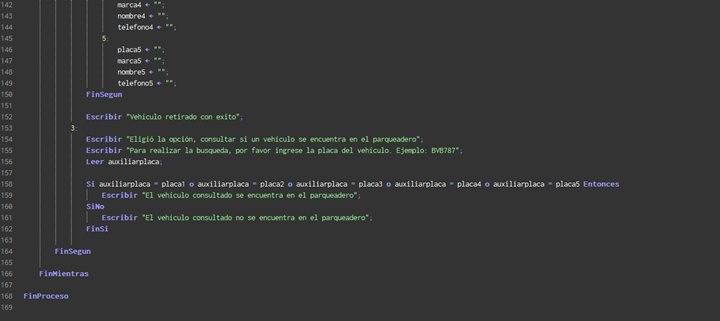 142 marca4 ← "";
143 nombre4 ← "";
144 telefono4 ← "";
145 5:
146 placa5 ← "";
147 marca5 ← "";
148 nombre5 ← "";
149 telefono5 ← "";
150 FinSegun
151
152 Escribir "Vehiculo retirado con exito";
153 3:
154 Escribir "Eligió la opción, consultar si un vehiculo se encuentra en el parqueadero";
155 Escribir "Para realizar la busqueda, por favor ingrese la placa del vehiculo. Ejemplo: BVB787";
156 Leer auxiliarplaca;
157
158 Si auxiliarplaca = placa1 o auxiliarplaca = placa2 o auxiliarplaca = placa3 o auxiliarplaca = placa4 o auxiliarplaca = placa5 Entonces
159 Escribir "El vehículo consultado se encuentra en el parqueadero";
160 SiNo
161 Escribir "El vehículo consultado no se encuentra en el parqueadero";
162 FinSi
163
164 FinSegun
165
166 FinMientras
167
168 FinProceso
169